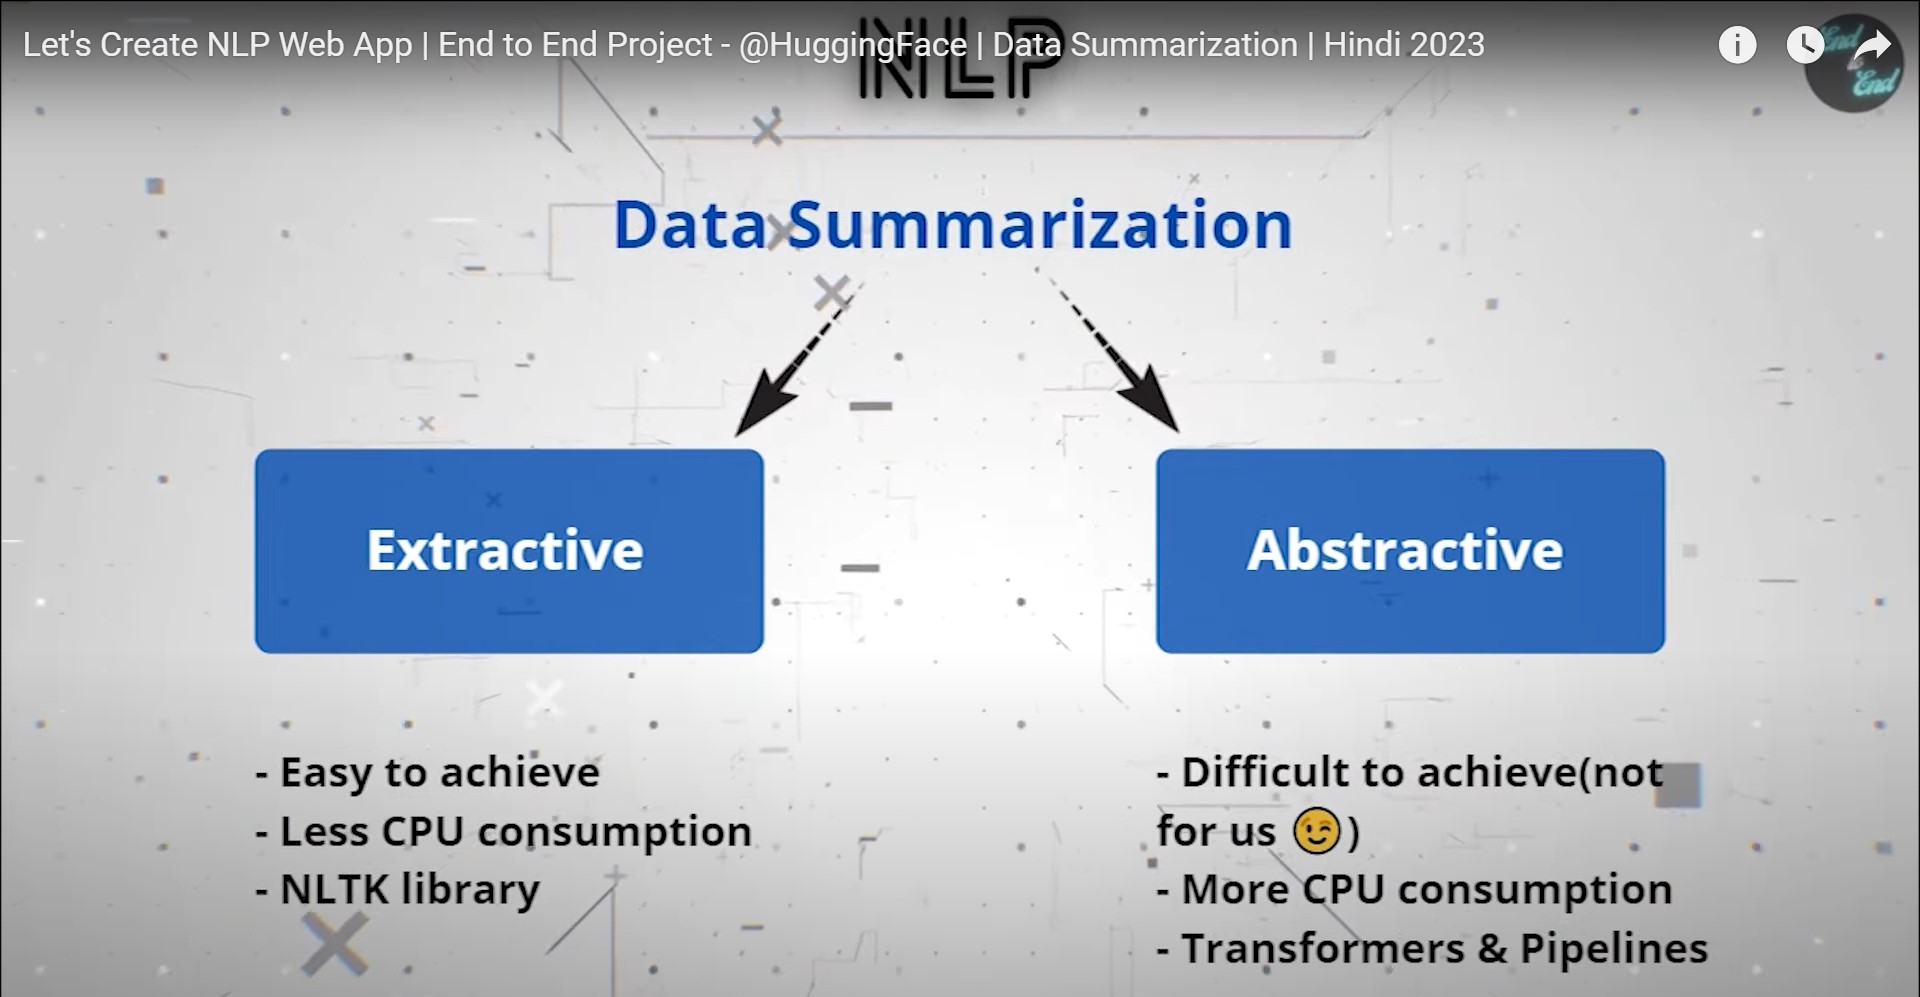 Let's Create NLP Web App | End to End Project - @HuggingFace | Data Summarization | Hindi 2023
NLP
End
to
End
Data Summarization
Extractive
Abstractive
- Easy to achieve
- Less CPU consumption
- NLTK library
- Difficult to achieve(not
for us 😉)
- More CPU consumption
- Transformers & Pipelines